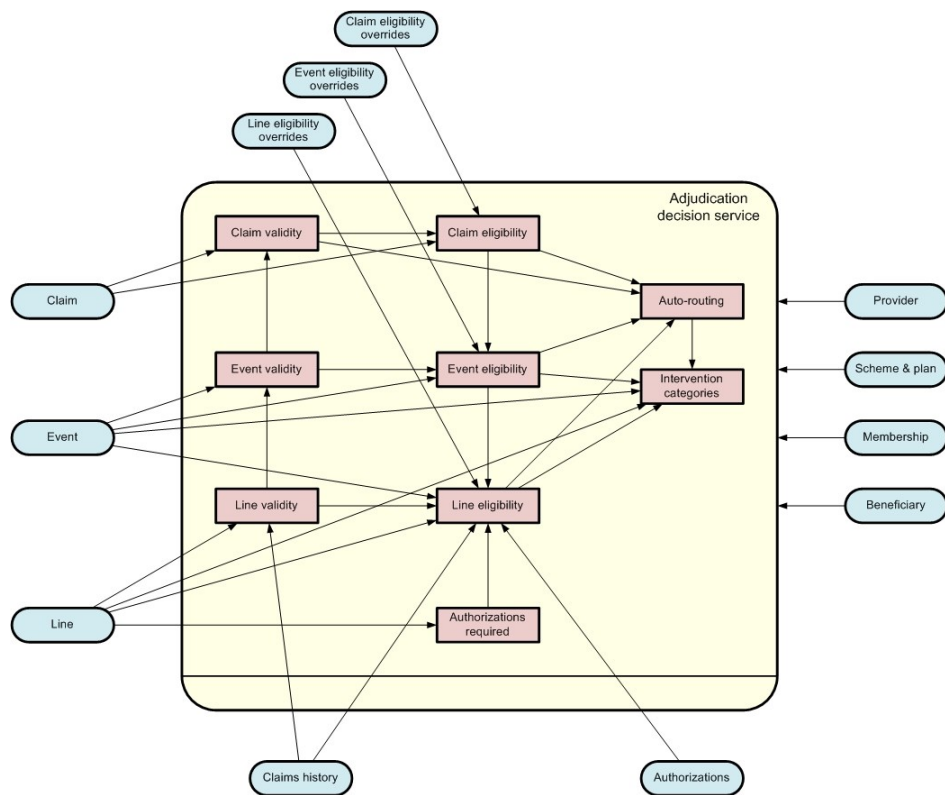 Claim eligibility
overrides
Event eligibility
overrides
Line eligibility
overrides
Adjudication
decision service
Claim validity
Claim eligibility
Claim
Auto-routing
Provider
Event validity
Event eligibility
Intervention
categories
Scheme & plan
Event
Membership
Line validity
Line eligibility
Beneficiary
Line
Authorizations
required
Claims history
Authorizations